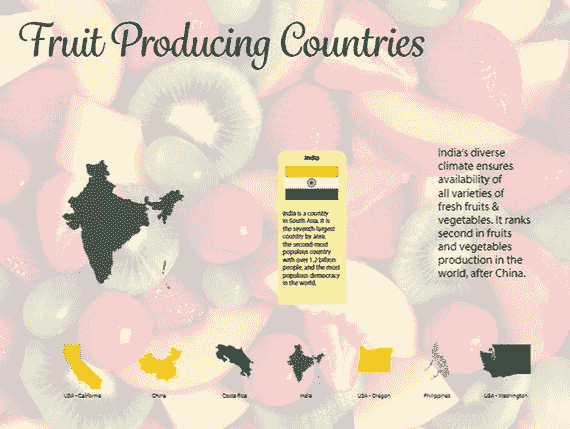 Fruit Producing Countries
India
India is a country
in South Asia. It is
the seventh-largest
country by area,
the second-most
populous country
with over 1.2 billion
people, and the most
populous democracy
in the world.
India's diverse
climate ensures
availability of
all varieties of
fresh fruits &
vegetables. It ranks
second in fruits
and vegetables
production in the
world, after China.
USA - California
China
Costa Rica
India
USA - Oregon
Philippines
USA - Washington